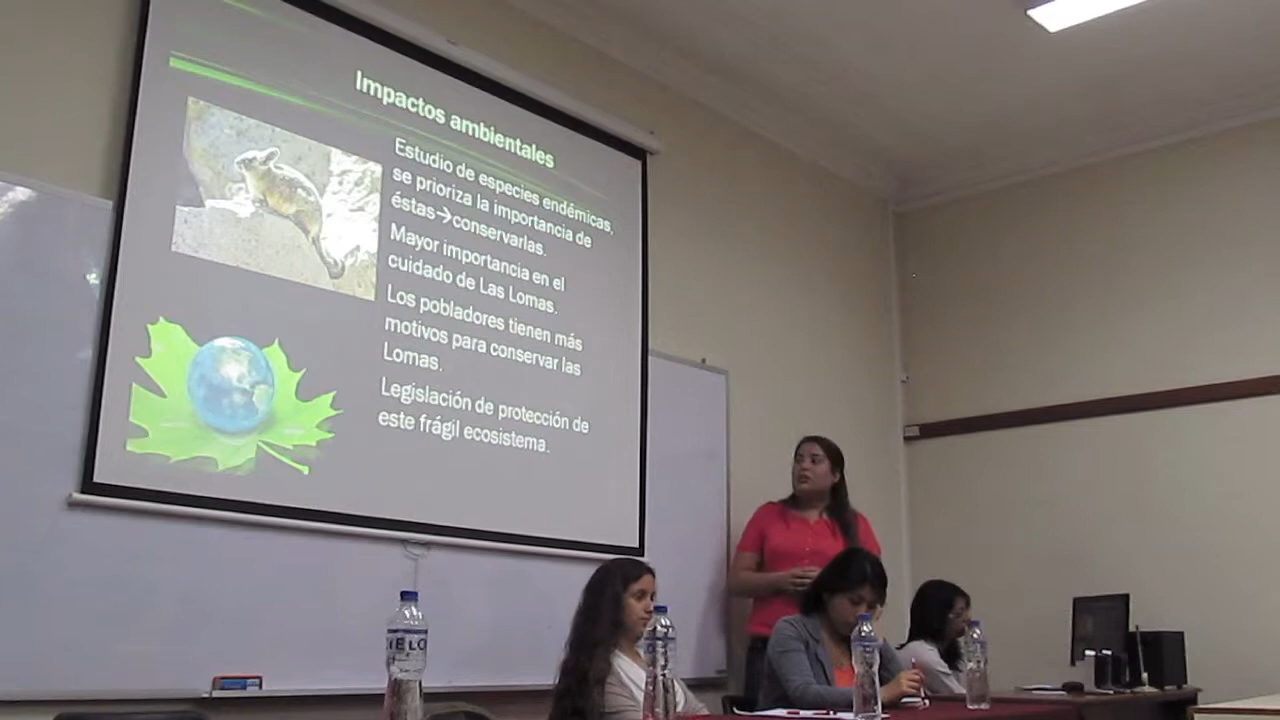 Impactos ambientales
Estudio de especies endémicas,
se prioriza la importancia de
éstas→conservarlas.
Mayor importancia en el
cuidado de Las Lomas.
Los pobladores tienen más
motivos para conservar las
Lomas.
Legislación de protección de
este frágil ecosistema.
IELO